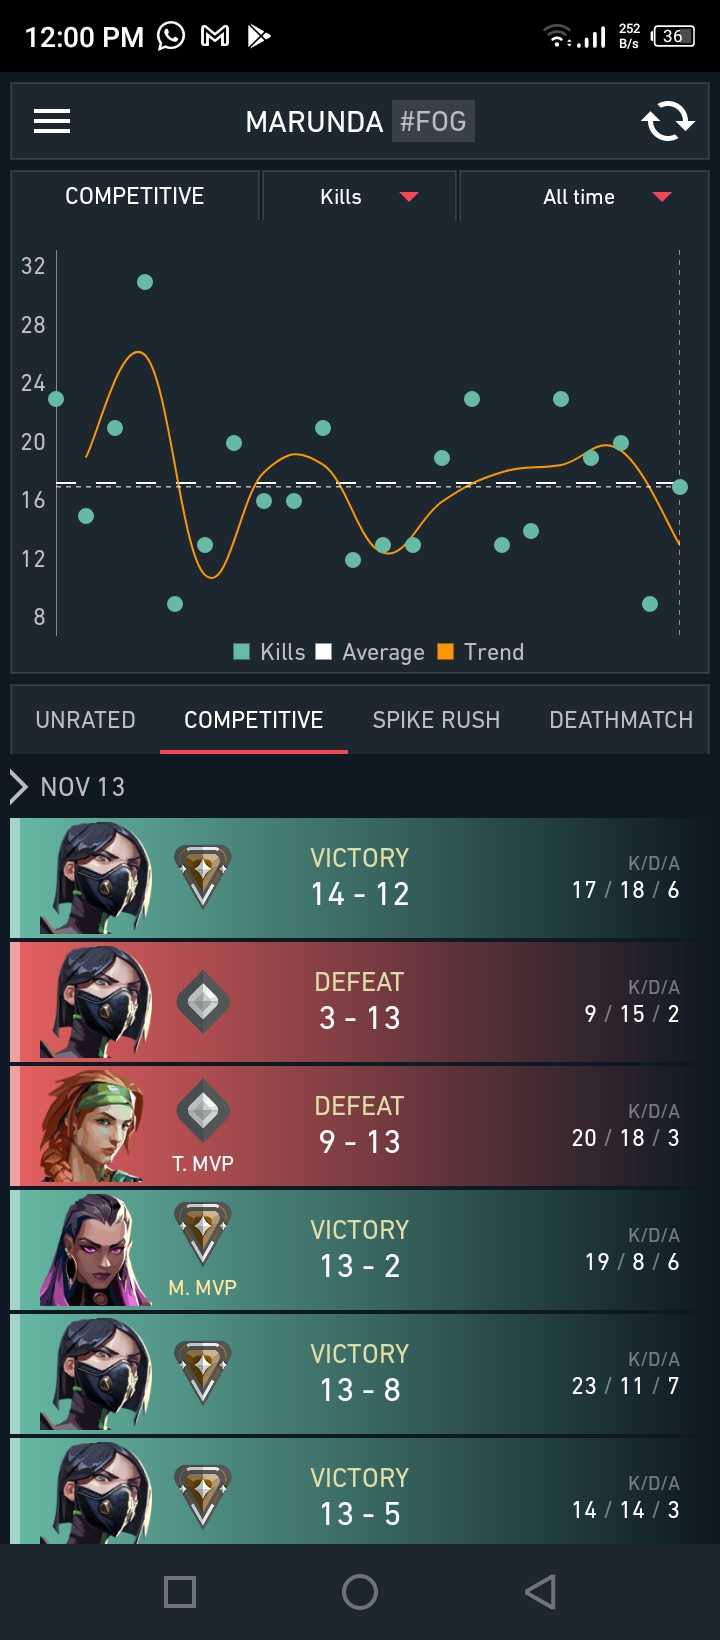 12:00 PM 252 B/s 36
MARUNDA #FOG
COMPETITIVE Kills All time
32
28
24
20
16
12
8
Kills Average Trend
UNRATED COMPETITIVE SPIKE RUSH DEATHMATCH
NOV 13
VICTORY
14 - 12
K/D/A
17 / 18 / 6
DEFEAT
3 - 13
K/D/A
9 / 15 / 2
T. MVP
DEFEAT
9 - 13
K/D/A
20 / 18 / 3
M. MVP
VICTORY
13 - 2
K/D/A
19 / 8 / 6
VICTORY
13 - 8
K/D/A
23 / 11 / 7
VICTORY
13 - 5
K/D/A
14 / 14 / 3